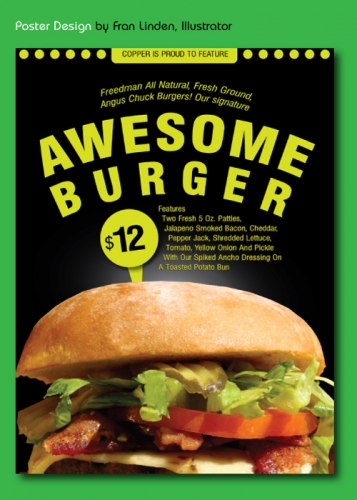 Poster Design by Fran Linden, Illustrator
COPPER IS PROUD TO FEATURE
Freedman All Natural, Fresh Ground,
Angus Chuck Burgers! Our signature
AWESOME
BURGER
$12
Features
Two Fresh 5 Oz. Patties,
Jalapeno Smoked Bacon, Cheddar,
Pepper Jack, Shredded Lettuce,
Tomato, Yellow Onion And Pickle
With Our Spiked Ancho Dressing On
A Toasted Potato Bun